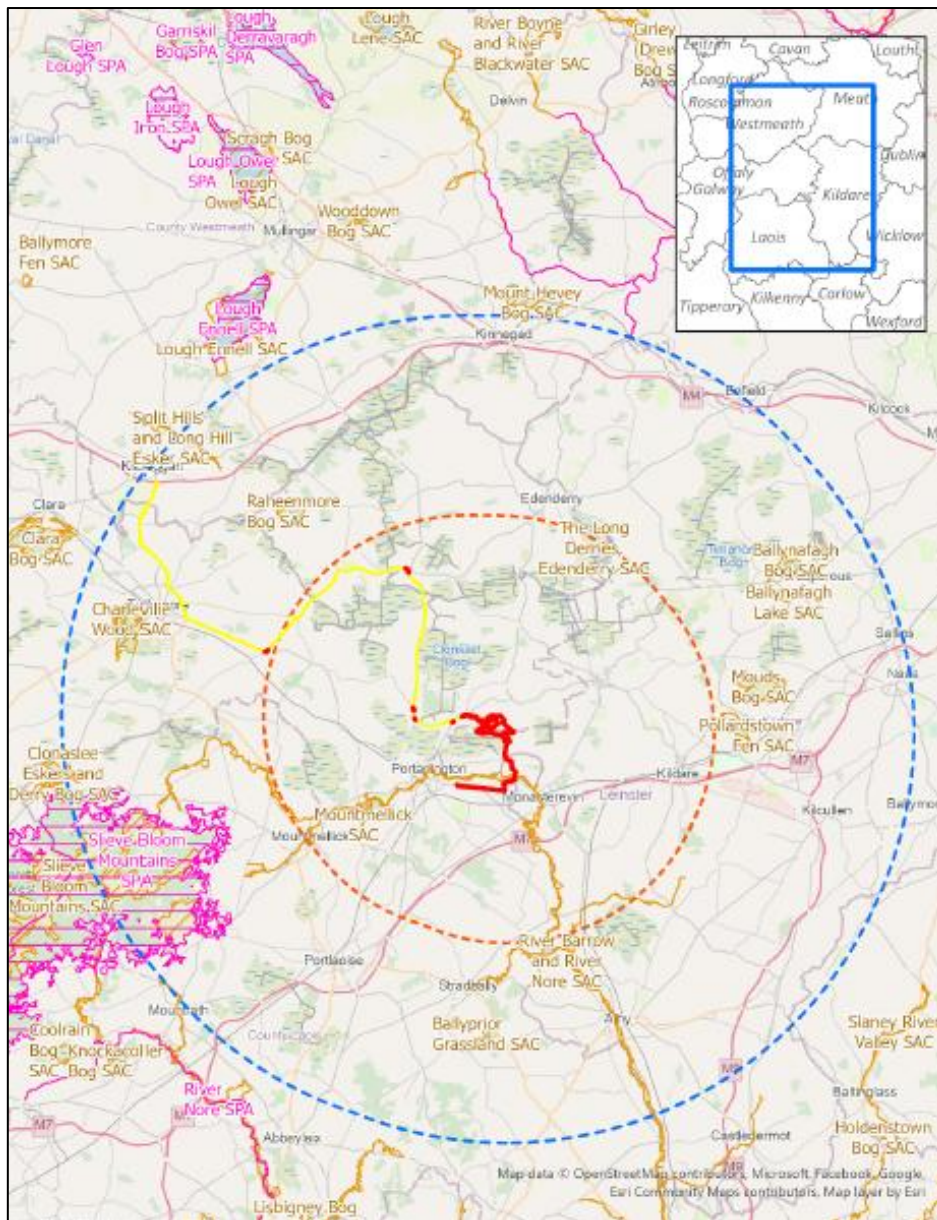 Glen
Lough SPA
Garriskil
Bog SPA
Lough
Derravaragh
SPA
Lough
Lene SAC
River Boyne
and River
Blackwater SAC
Delvin
Lough
Iron SPA
Scragh Bog
SAC
Lough Owel
SPA
Lough
Owel SAC
Wooddown
Bog SAC
County Westmeath
Mullingar
Ballymore
Fen SAC
Mount Hevey
Bog SAC
Kinnegad
Lough
Ennell SPA
Lough Ennell SAC
Leitrim
Cavan
Louth
Longford
Roscommon
Meath
Westmeath
Dublin
Offaly
Galway
Kildare
Laois
Wicklow
Tipperary
Kilkenny
Carlow
Wexford
M4
Enfield
Kilcock
Split Hills
and Long Hill
Esker SAC
Clara
Clara
Bog SAC
Raheenmore
Bog SAC
Edenderry
The Long
Derries,
Edenderry SAC
Ballynafagh
Bog SAC
Ballynafagh
Lake SAC
Charleville
Wood SAC
Sallins
Naas
Mouds
Bog SAC
Pollardstown
Fen SAC
M7
Clonaslee
Eskers and
Derry Bog SAC
Portarlington
Kildare
Monasterevin
Leinster
Kilcullen
Mountmellick
SAC
Mountmellick
Slieve Bloom
Mountains
SPA
Slieve
Bloom
Mountains SAC
River Barrow
and River
Nore SAC
Portlaoise
Stradbally
Athy
Mountrath
Ballyprior
Grassland SAC
Slaney River
Valley SAC
Coolrain
Bog SAC
Knockacoller
Bog SAC
M7
River
Nore SPA
M9
Baltinglass
Abbeyleix
Castledermot
Holdenstown
Bog SAC
M9
Lisbigney Bog
Map data © OpenStreetMap contributors, Microsoft, Facebook, Google,
Esri Community Maps contributors, Map layer by Esri